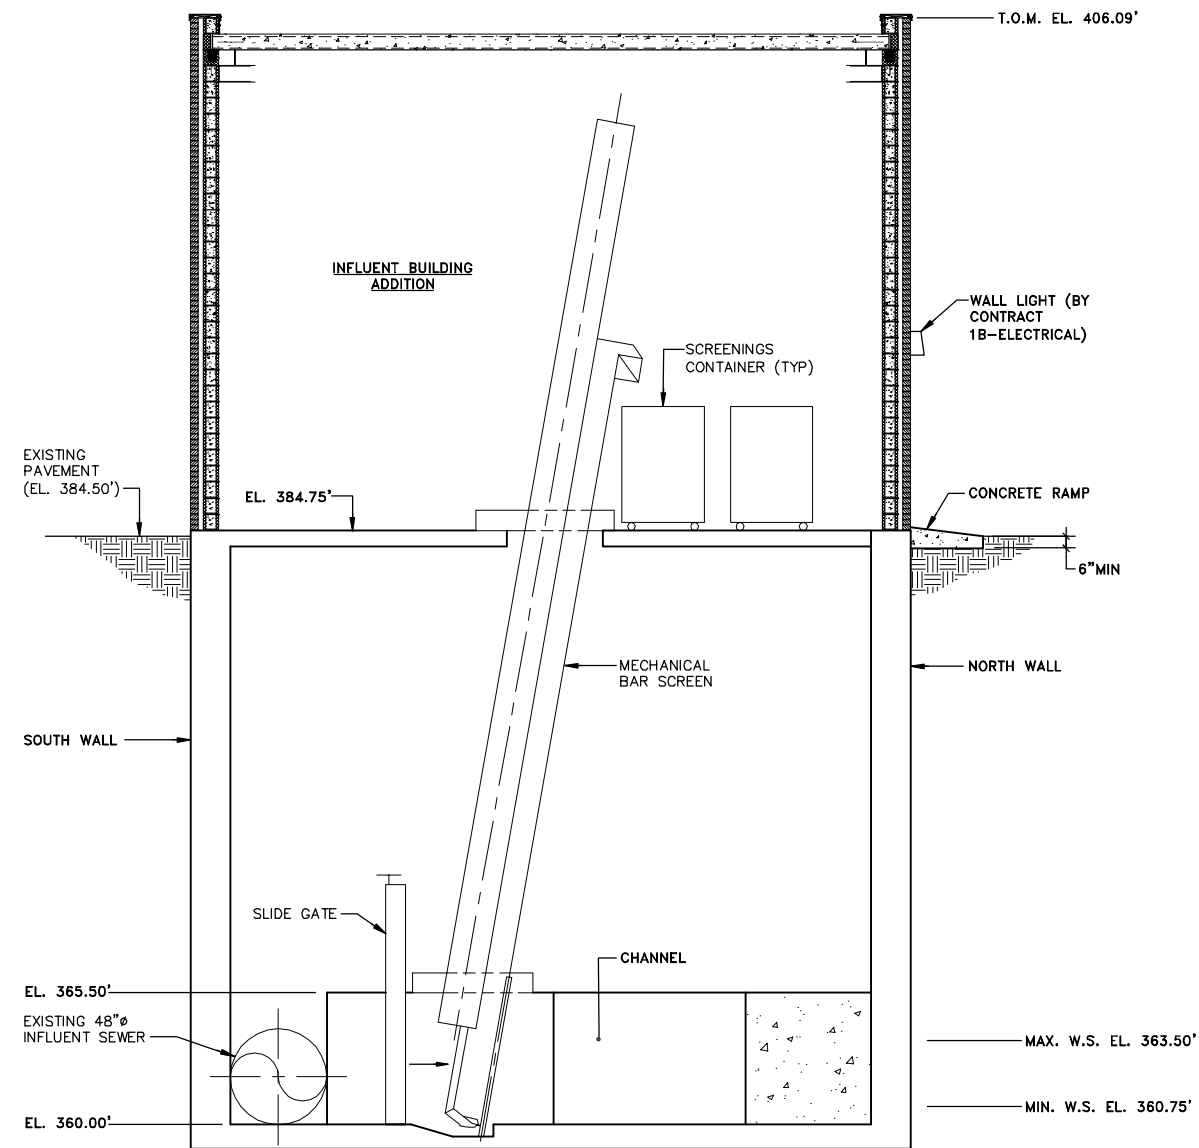 T.O.M. EL. 406.09'
INFLUENT BUILDING
ADDITION
WALL LIGHT (BY
CONTRACT
1B-ELECTRICAL)
SCREENINGS
CONTAINER (TYP)
EXISTING
PAVEMENT
(EL. 384.50')
EL. 384.75'
CONCRETE RAMP
6"MIN
MECHANICAL
BAR SCREEN
NORTH WALL
SOUTH WALL
SLIDE GATE
CHANNEL
EL. 365.50'
EXISTING 48"ø
INFLUENT SEWER
MAX. W.S. EL. 363.50'
MIN. W.S. EL. 360.75'
EL. 360.00'